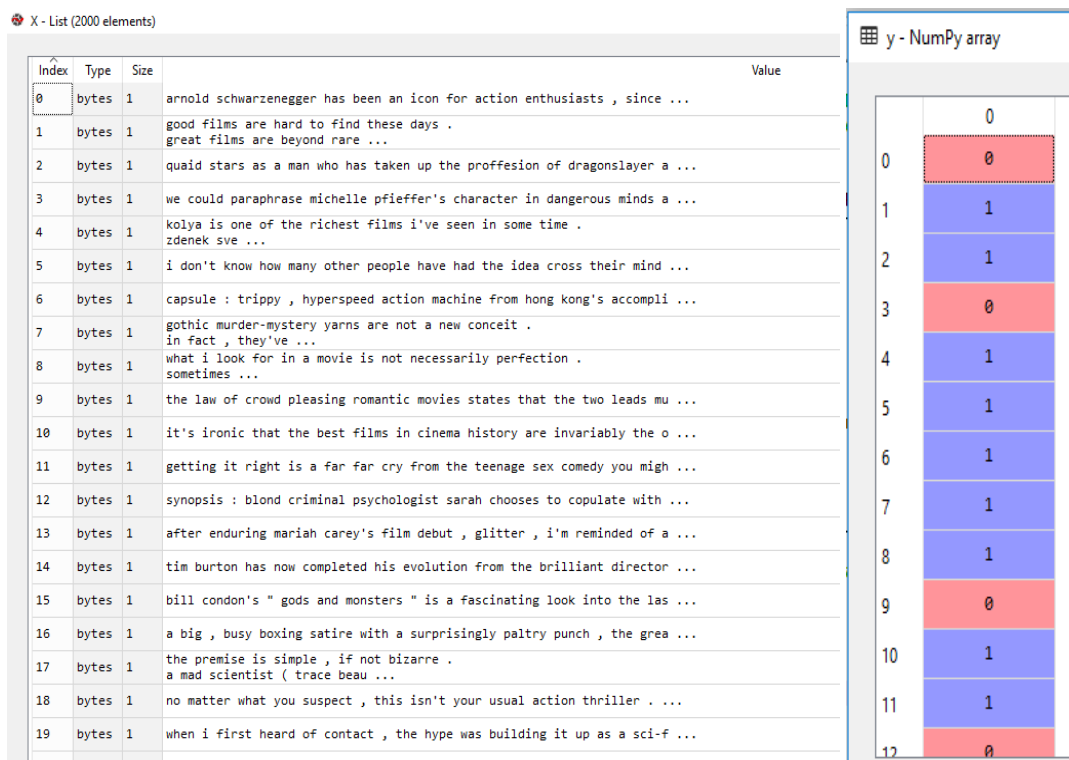 X - List (2000 elements)
Index Type Size Value
0 bytes 1 arnold schwarzenegger has been an icon for action enthusiasts , since ...
1 bytes 1 good films are hard to find these days .
great films are beyond rare ...
2 bytes 1 quaid stars as a man who has taken up the proffesion of dragonslayer a ...
3 bytes 1 we could paraphrase michelle pfieffer's character in dangerous minds a ...
4 bytes 1 kolya is one of the richest films i've seen in some time .
zdenek sve ...
5 bytes 1 i don't know how many other people have had the idea cross their mind ...
6 bytes 1 capsule : trippy , hyperspeed action machine from hong kong's accompli ...
7 bytes 1 gothic murder-mystery yarns are not a new conceit .
in fact , they've ...
8 bytes 1 what i look for in a movie is not necessarily perfection .
sometimes ...
9 bytes 1 the law of crowd pleasing romantic movies states that the two leads mu ...
10 bytes 1 it's ironic that the best films in cinema history are invariably the o ...
11 bytes 1 getting it right is a far far cry from the teenage sex comedy you migh ...
12 bytes 1 synopsis : blond criminal psychologist sarah chooses to copulate with ...
13 bytes 1 after enduring mariah carey's film debut , glitter , i'm reminded of a ...
14 bytes 1 tim burton has now completed his evolution from the brilliant director ...
15 bytes 1 bill condon's " gods and monsters " is a fascinating look into the las ...
16 bytes 1 a big , busy boxing satire with a surprisingly paltry punch , the grea ...
17 bytes 1 the premise is simple , if not bizarre .
a mad scientist ( trace beau ...
18 bytes 1 no matter what you suspect , this isn't your usual action thriller . ...
19 bytes 1 when i first heard of contact , the hype was building it up as a sci-f ...
y - NumPy array
0
0 0
1 1
2 1
3 0
4 1
5 1
6 1
7 1
8 1
9 0
10 1
11 1
12 0